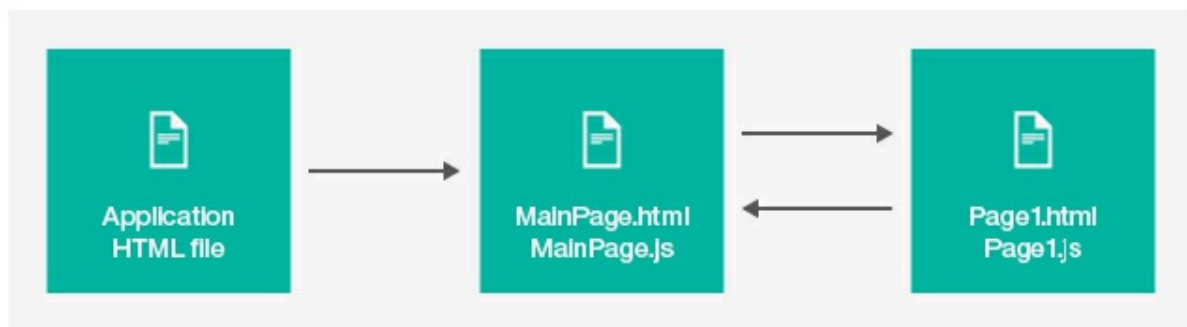 Application
HTML file
MainPage.html
MainPage.js
Page1.html
Page1.js